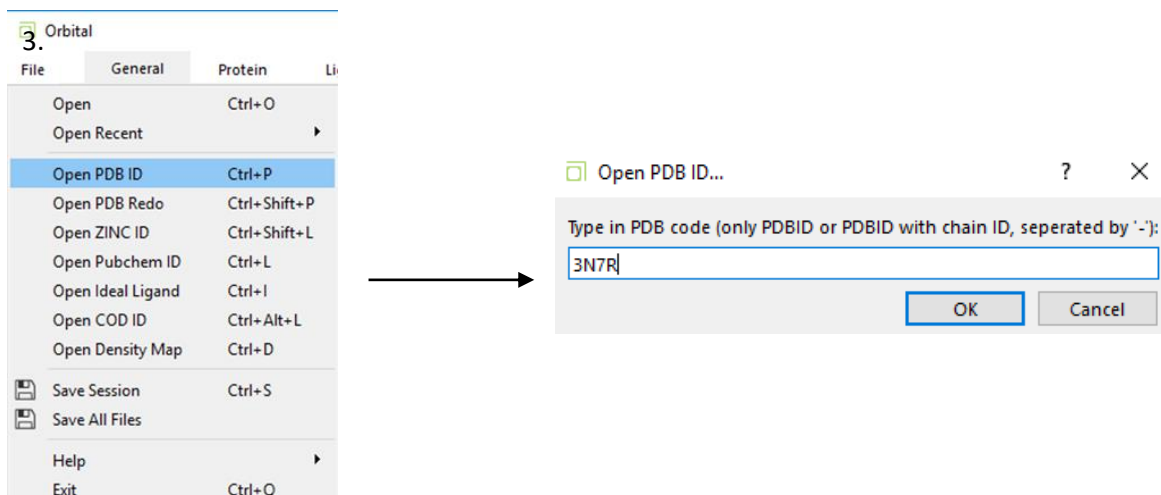 3.
Orbital
File General Protein Li
Open Ctrl+O
Open Recent
Open PDB ID Ctrl+P
Open PDB Redo Ctrl+Shift+P
Open ZINC ID Ctrl+Shift+L
Open Pubchem ID Ctrl+L
Open Ideal Ligand Ctrl+I
Open COD ID Ctrl+Alt+L
Open Density Map Ctrl+D
Save Session Ctrl+S
Save All Files
Help
Exit Ctrl+Q
Open PDB ID... ?
Type in PDB code (only PDBID or PDBID with chain ID, seperated by '-'):
3N7R
OK Cancel